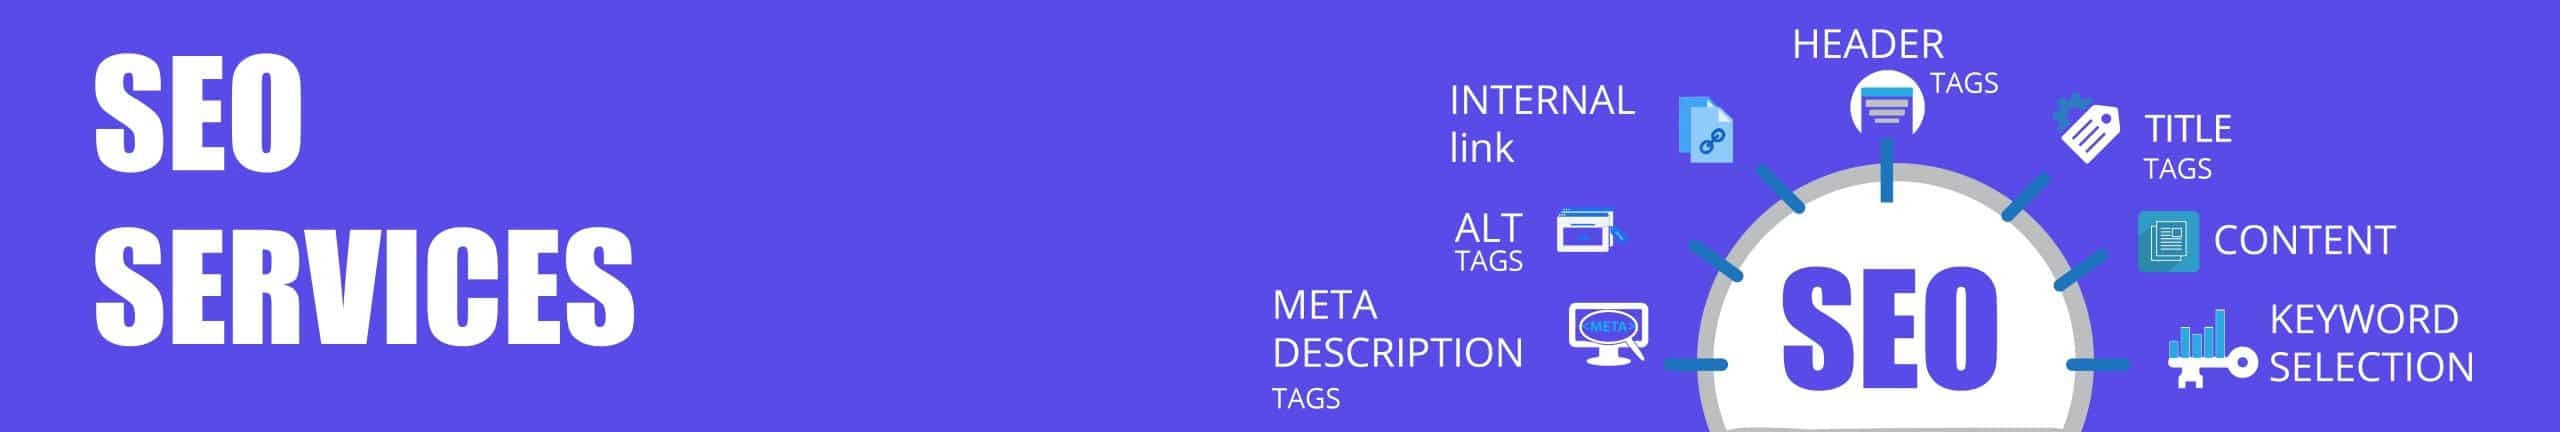 SEO
SERVICES
HEADER
TAGS
INTERNAL
link
TITLE
TAGS
ALT
TAGS
CONTENT
META
DESCRIPTION
TAGS
<META>
SEO
KEYWORD
SELECTION